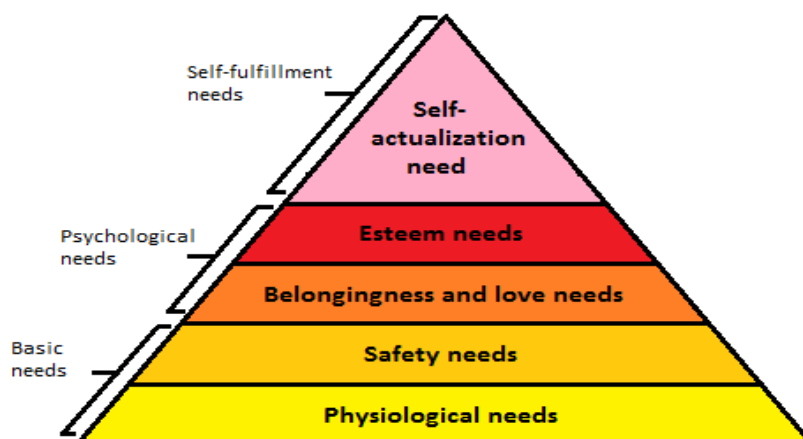 Self-fulfillment
needs
Self-
actualization
need
Psychological
needs
Esteem needs
Belongingness and love needs
Basic
needs
Safety needs
Physiological needs